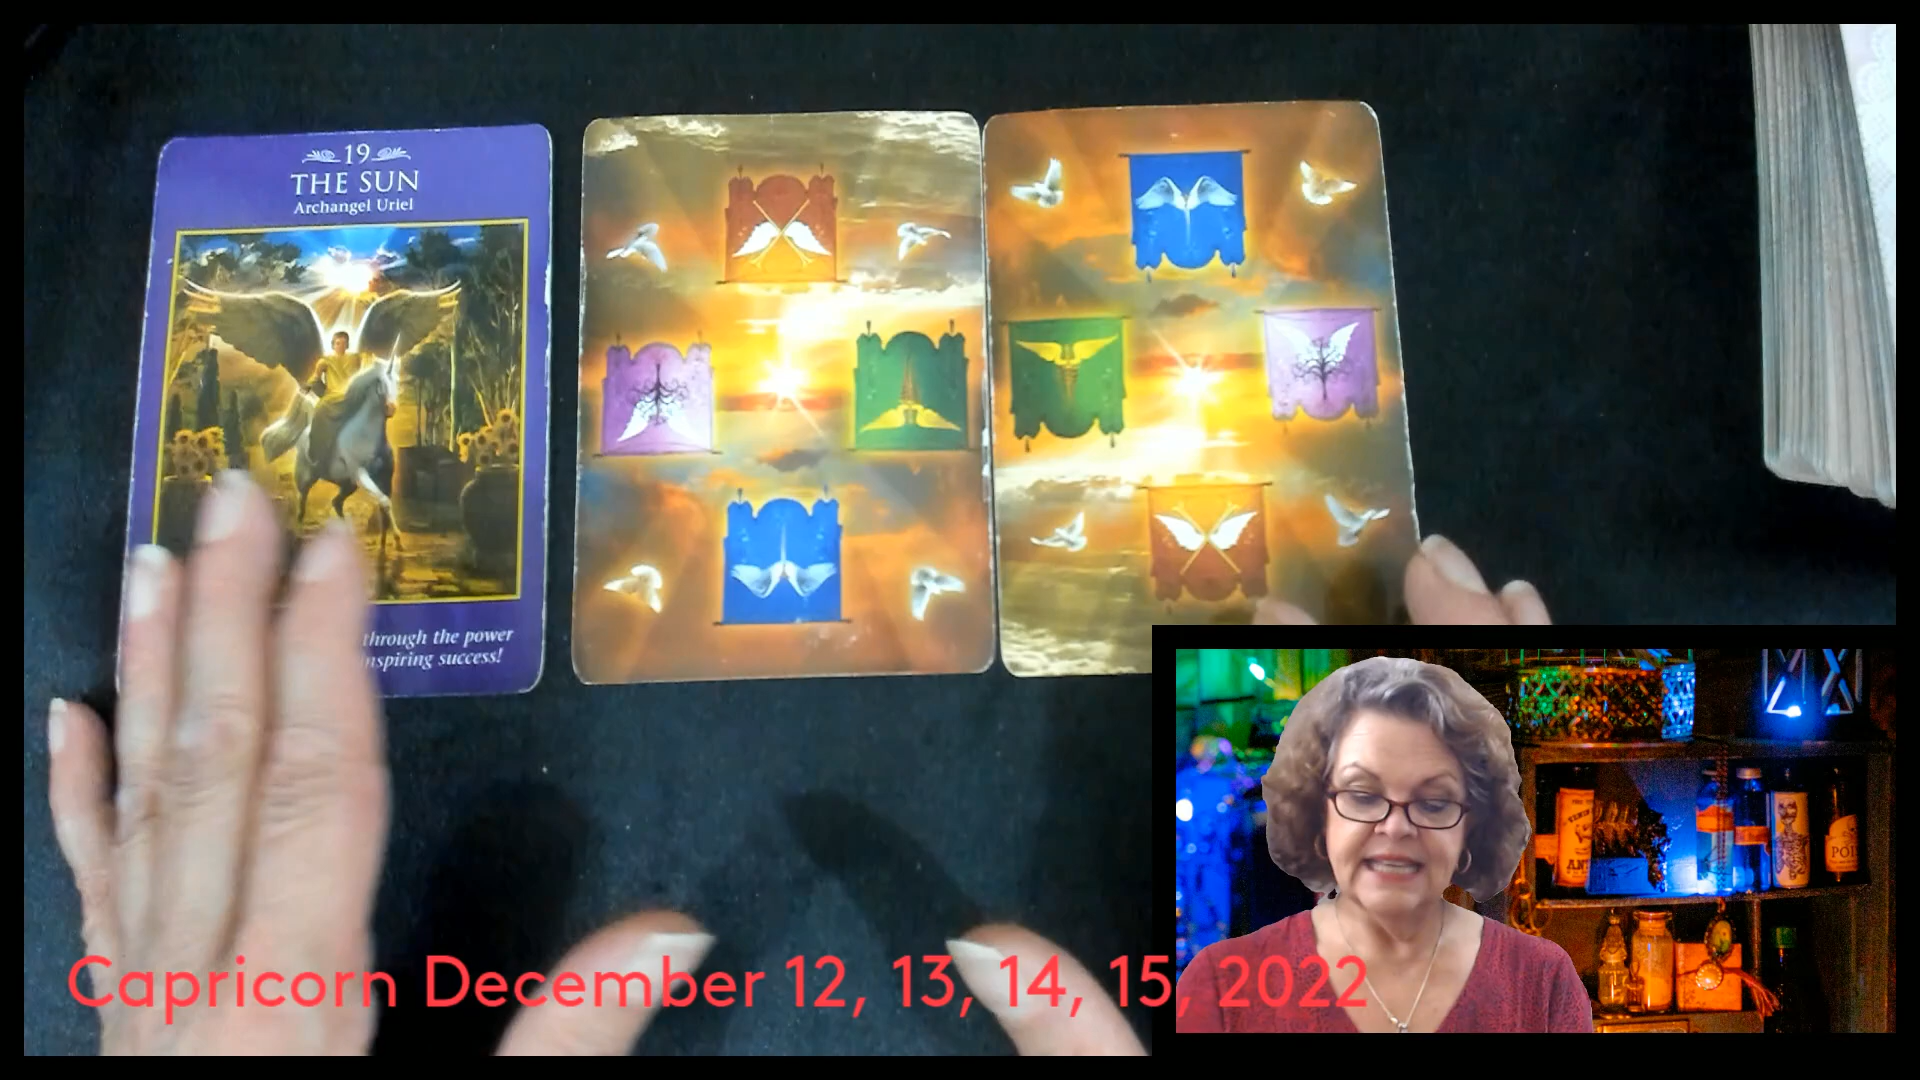 19
THE SUN
Archangel Uriel
through the power
inspiring success!
Capricorn December 12, 13, 14, 15, 2022